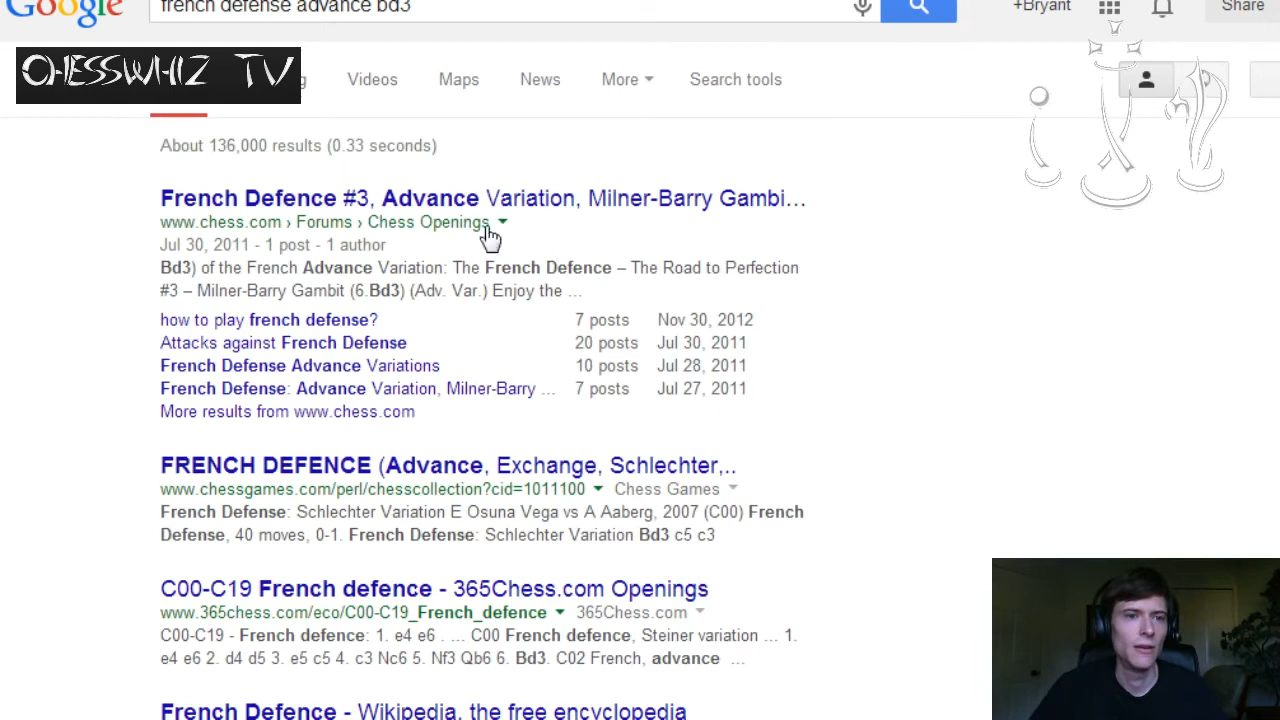 Google
french defense advance bd3
+Bryant
Share
CHESSWHIZ TV
Videos
Maps
News
More
Search tools
About 136,000 results (0.33 seconds)
French Defence #3, Advance Variation, Milner-Barry Gambi...
www.chess.com › Forums › Chess Openings
Jul 30, 2011 - 1 post - 1 author
Bd3) of the French Advance Variation: The French Defence – The Road to Perfection
#3 – Milner-Barry Gambit (6.Bd3) (Adv. Var.) Enjoy the ...
how to play french defense? 7 posts Nov 30, 2012
Attacks against French Defense 20 posts Jul 30, 2011
French Defense Advance Variations 10 posts Jul 28, 2011
French Defense: Advance Variation, Milner-Barry ... 7 posts Jul 27, 2011
More results from www.chess.com
FRENCH DEFENCE (Advance, Exchange, Schlechter,..
www.chessgames.com/perl/chesscollection?cid=1011100 Chess Games
French Defense: Schlechter Variation E Osuna Vega vs A Aaberg, 2007 (C00) French
Defense, 40 moves, 0-1. French Defense: Schlechter Variation Bd3 c5 c3
C00-C19 French defence - 365Chess.com Openings
www.365chess.com/eco/C00-C19_French_defence 365Chess.com
C00-C19 - French defence: 1. e4 e6 . ... C00 French defence, Steiner variation ... 1.
e4 e6 2. d4 d5 3. e5 c5 4. c3 Nc6 5. Nf3 Qb6 6. Bd3. C02 French, advance ...
French Defence - Wikipedia, the free encyclopedia